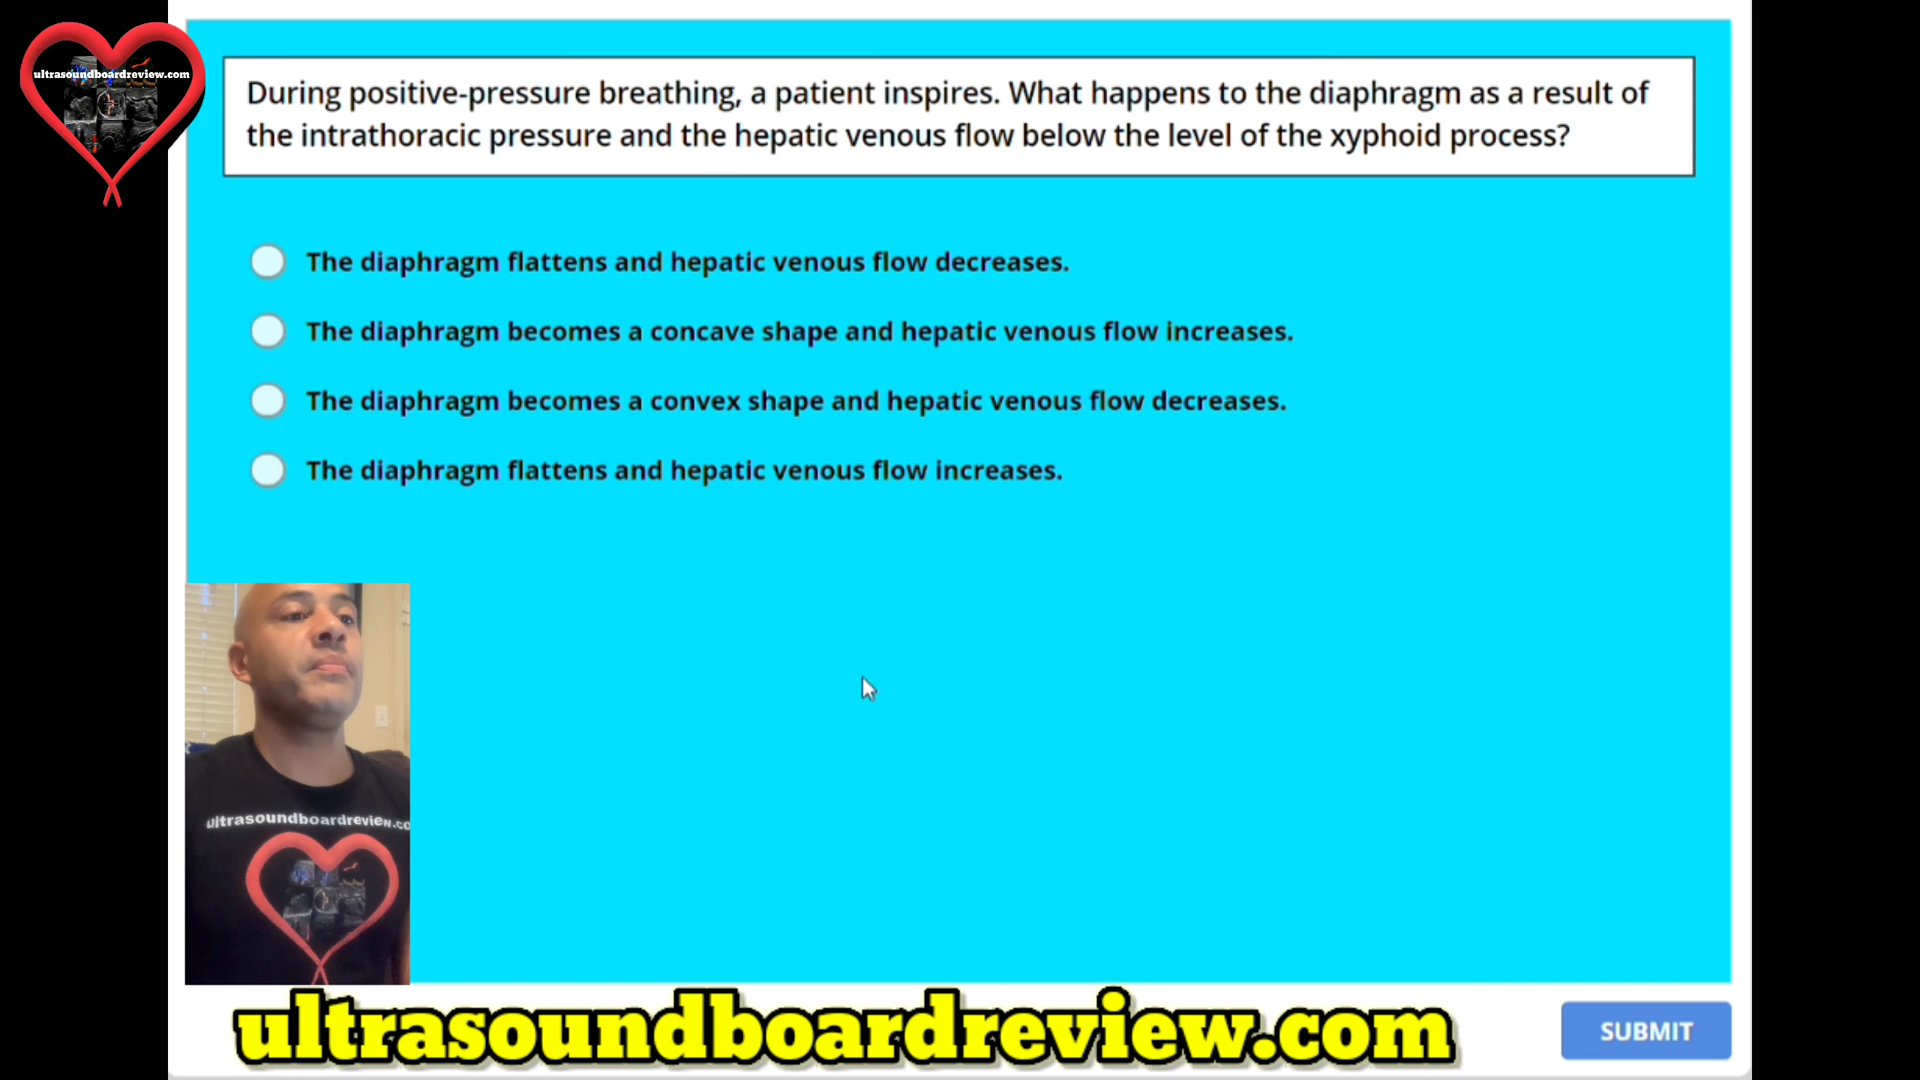 ultrasoundboardreview.com
During positive-pressure breathing, a patient inspires. What happens to the diaphragm as a result of
the intrathoracic pressure and the hepatic venous flow below the level of the xyphoid process?
The diaphragm flattens and hepatic venous flow decreases.
The diaphragm becomes a concave shape and hepatic venous flow increases.
The diaphragm becomes a convex shape and hepatic venous flow decreases.
The diaphragm flattens and hepatic venous flow increases.
ultrasoundboardreview.co
ultrasoundboardreview.com
SUBMIT